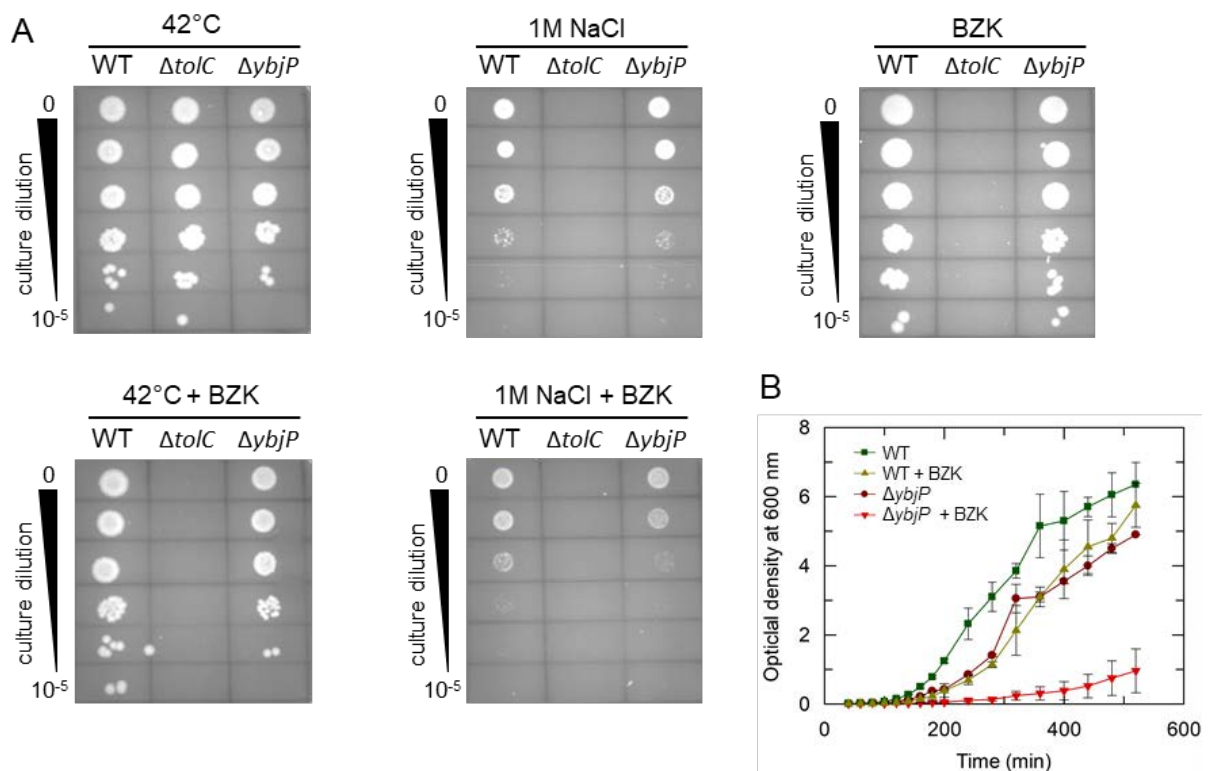 A
42°C
WT ΔtolC ΔybjP
0
culture dilution
10-5
1M NaCl
WT ΔtolC ΔybjP
0
culture dilution
10-5
BZK
WT ΔtolC ΔybjP
0
culture dilution
10-5
42°C + BZK
WT ΔtolC ΔybjP
0
culture dilution
10-5
1M NaCl + BZK
WT ΔtolC ΔybjP
0
culture dilution
10-5
B
Opticlal density at 600 nm
8
6
4
2
0
WT
WT + BZK
ΔybjP
ΔybjP + BZK
0 200 400 600
Time (min)